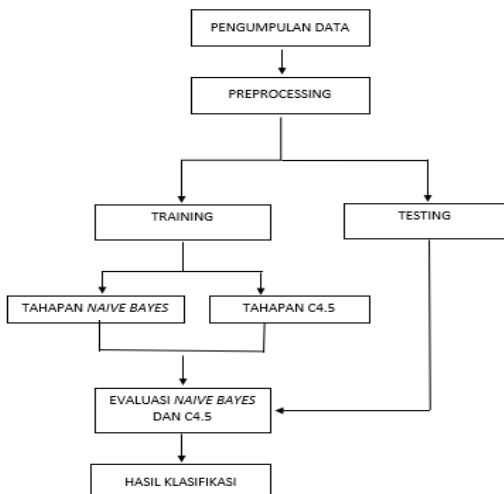 PENGUMPULAN DATA
PREPROCESSING
TRAINING
TESTING
TAHAPAN NAIVE BAYES
TAHAPAN C4.5
EVALUASI NAIVE BAYES
DAN C4.5
HASIL KLASIFIKASI